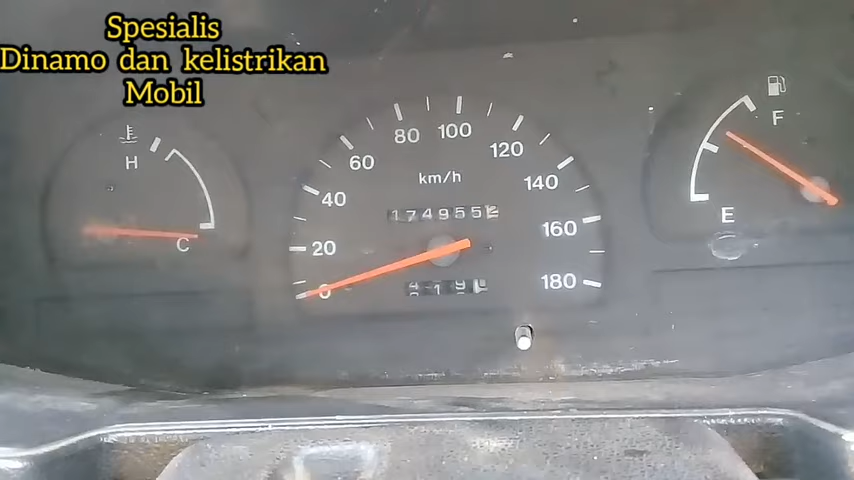 Spesialis
Dinamo dan kelistrikan
Mobil
H
C
0
20
40
60
80
100
120
140
160
180
km/h
174955
F
E